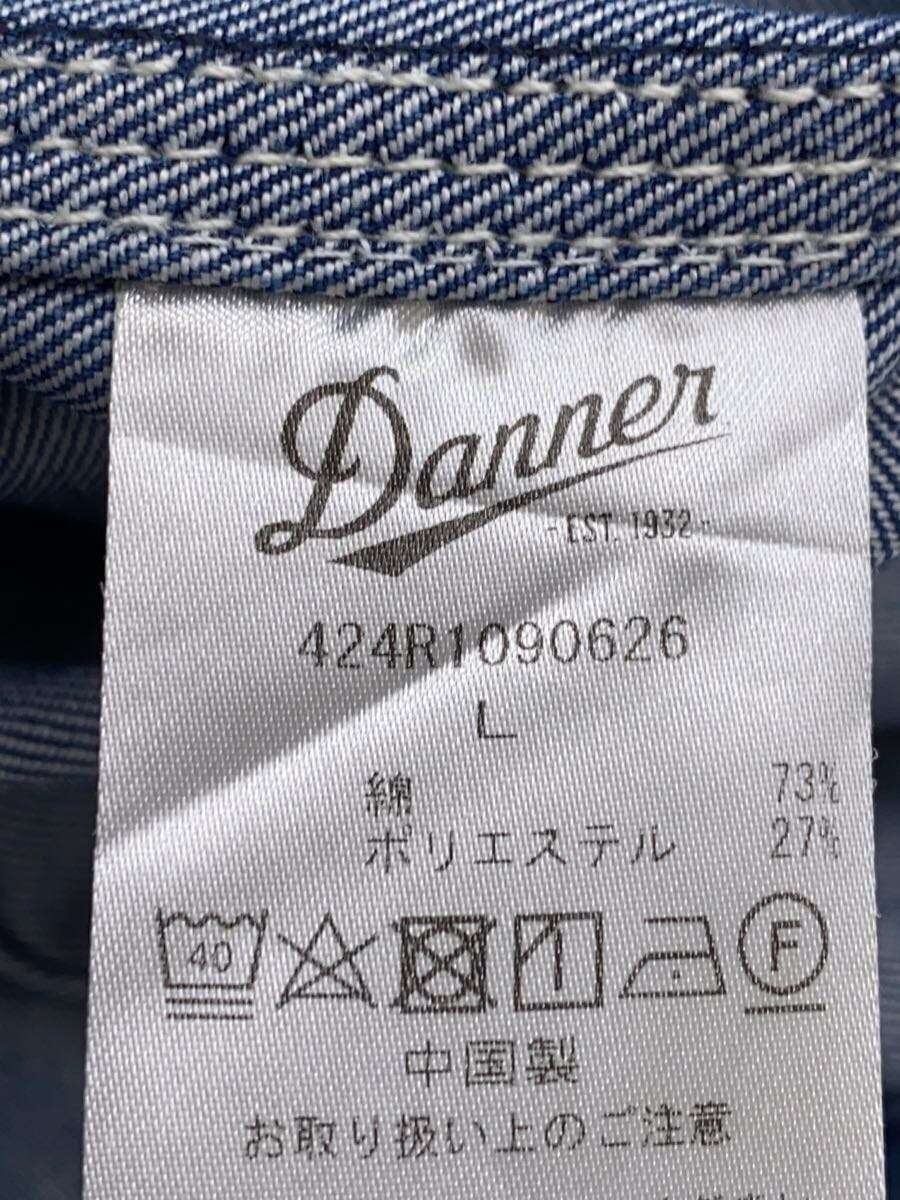 Danner
-EST. 1932-
424R1090626
L
綿 73%
ポリエステル 27%
40
F
中国製
お取り扱い上のご注意